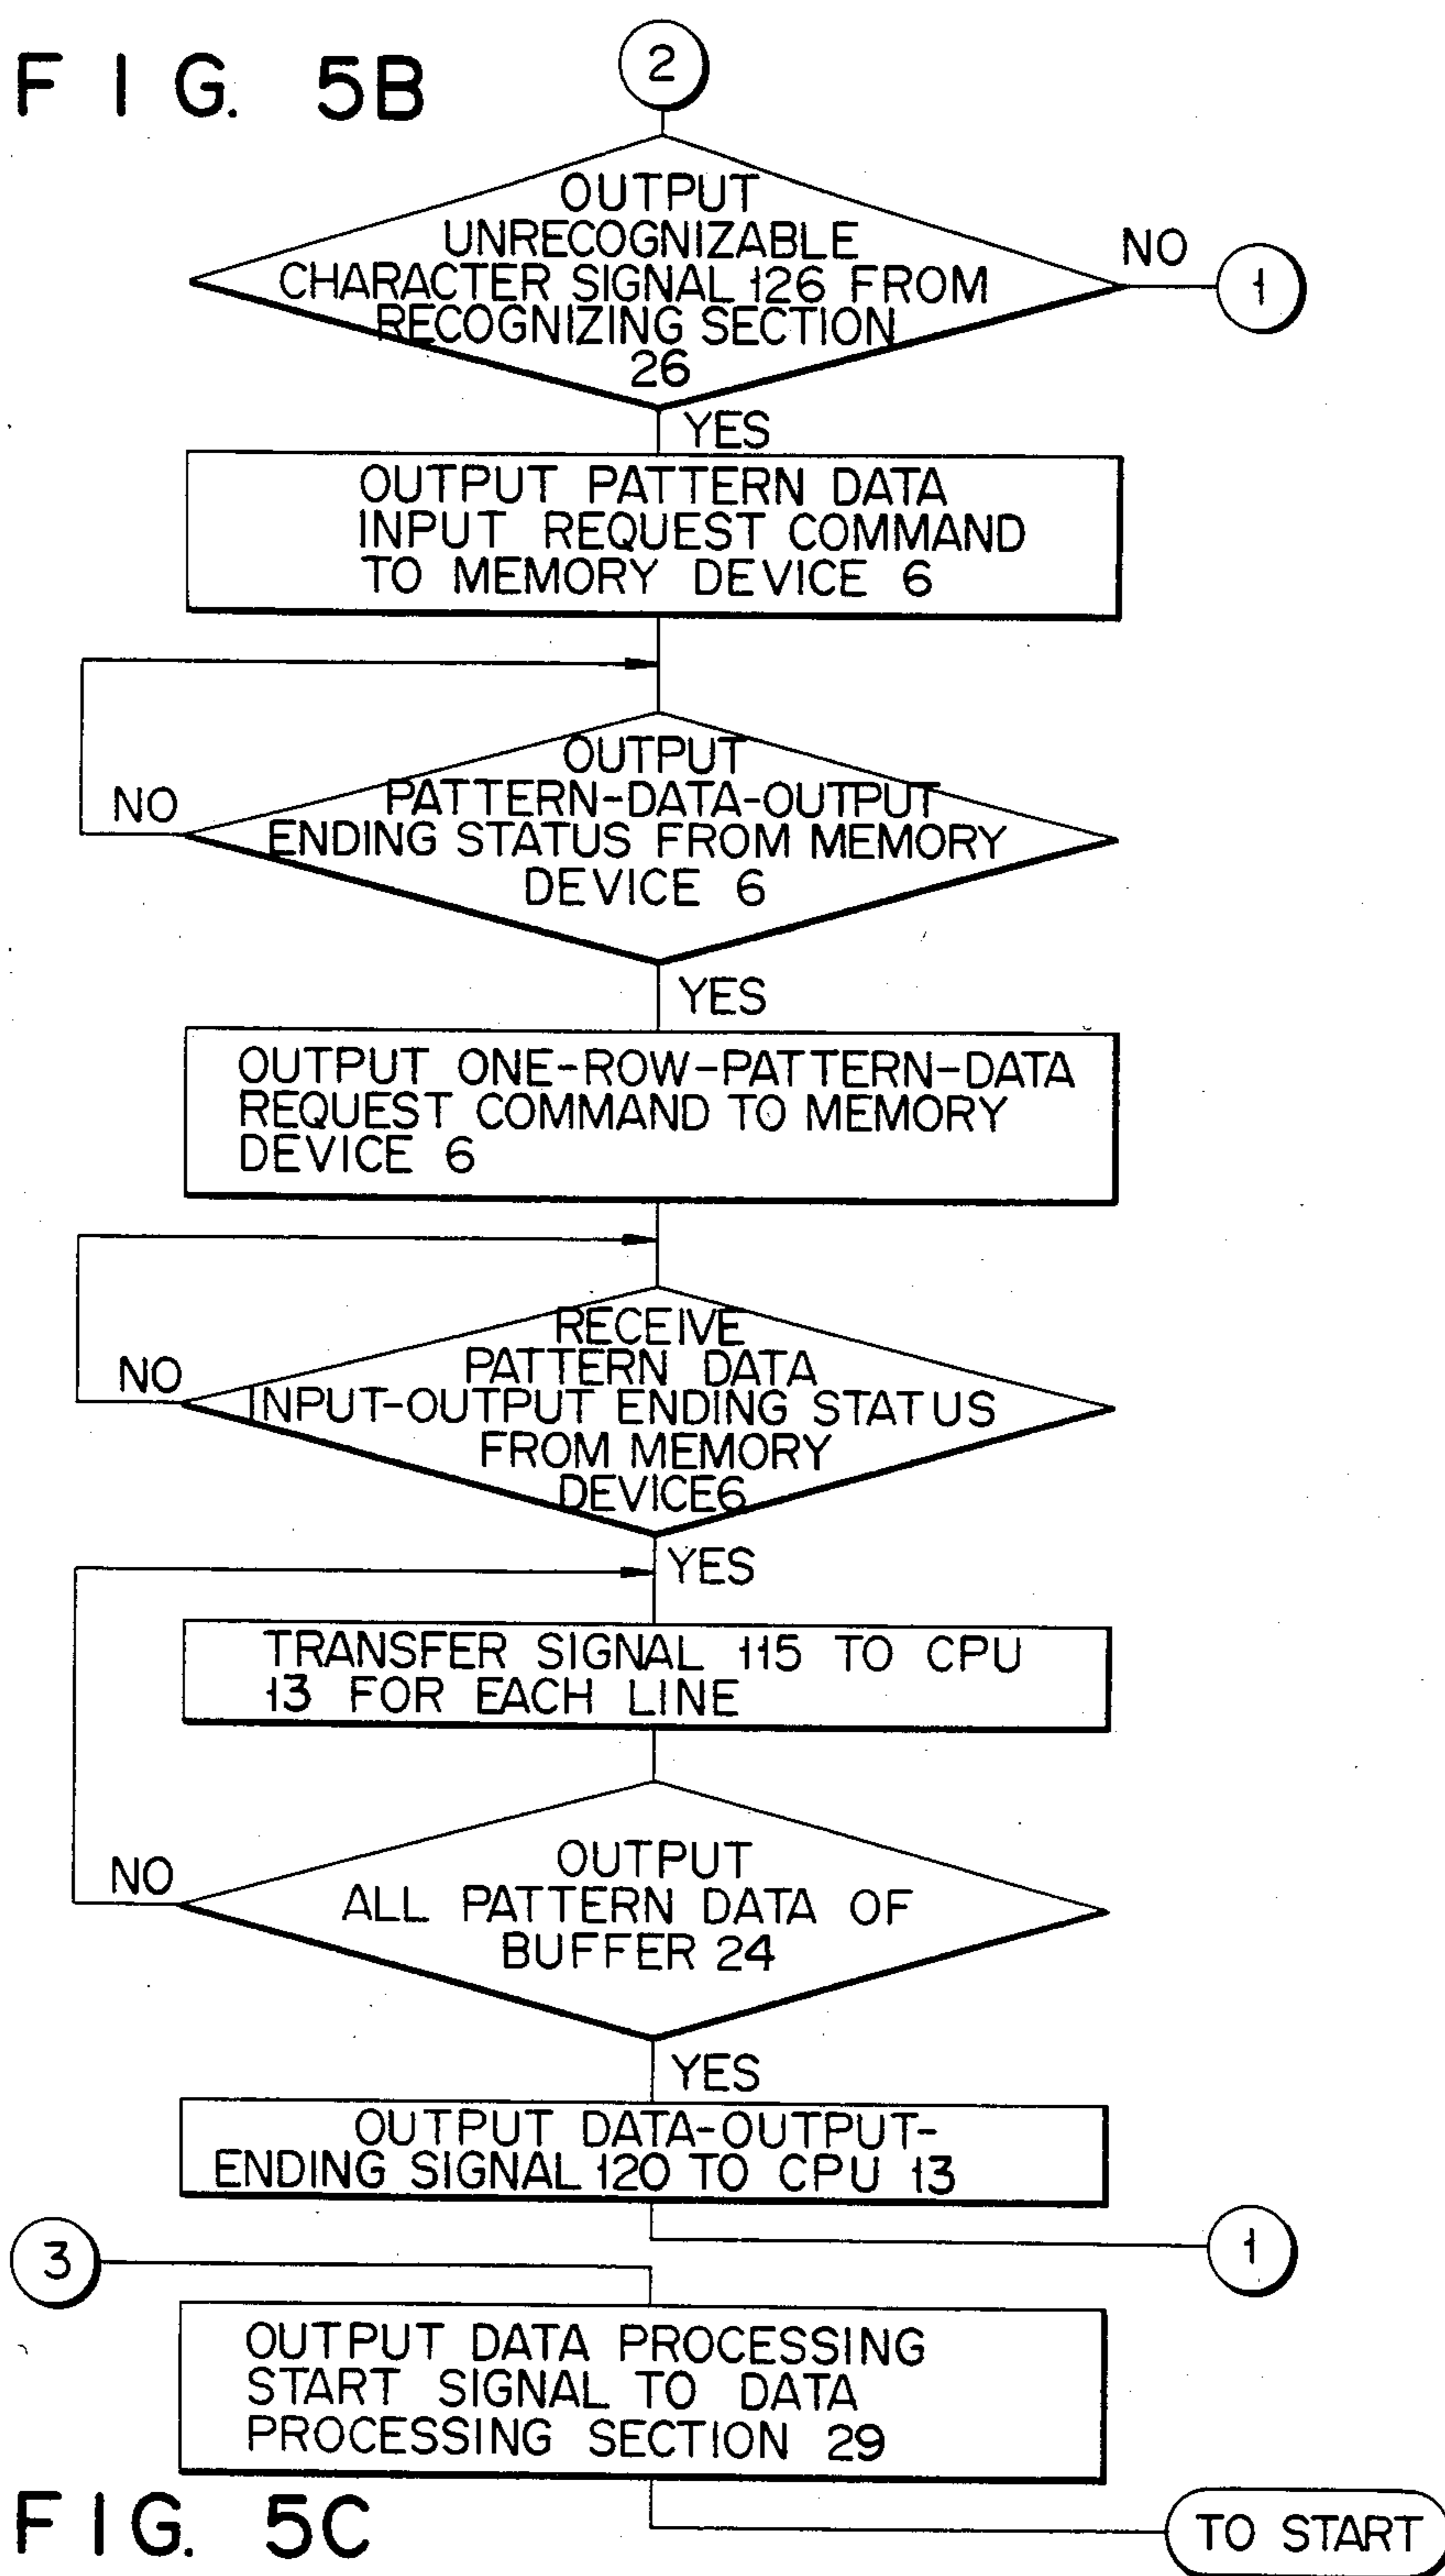 FIG. 5B
2
OUTPUT
UNRECOGNIZABLE
CHARACTER SIGNAL 126 FROM
RECOGNIZING SECTION
26
NO
1
YES
OUTPUT PATTERN DATA
INPUT REQUEST COMMAND
TO MEMORY DEVICE 6
OUTPUT
PATTERN-DATA-OUTPUT
ENDING STATUS FROM MEMORY
DEVICE 6
NO
YES
OUTPUT ONE-ROW-PATTERN-DATA
REQUEST COMMAND TO MEMORY
DEVICE 6
RECEIVE
PATTERN DATA
INPUT-OUTPUT ENDING STATUS
FROM MEMORY
DEVICE6
NO
YES
TRANSFER SIGNAL 115 TO CPU
13 FOR EACH LINE
OUTPUT
ALL PATTERN DATA OF
BUFFER 24
NO
YES
OUTPUT DATA-OUTPUT-
ENDING SIGNAL 120 TO CPU 13
1
3
OUTPUT DATA PROCESSING
START SIGNAL TO DATA
PROCESSING SECTION 29
TO START
FIG. 5C